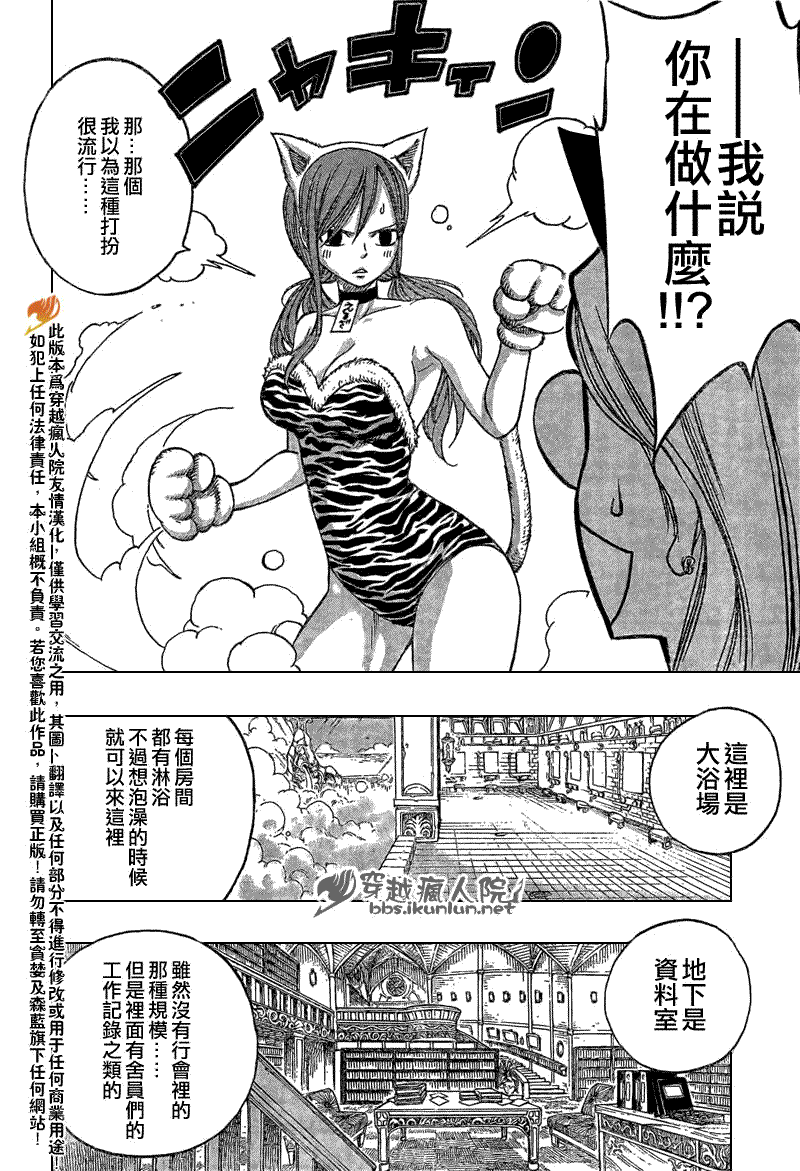 ——我說
你在做什麼!!?
ニャキィーン
那…那個
我以為這種打扮
很流行……
えるざ
這裡是
大浴場
每個房間
都有淋浴
不過想泡澡的時候
就可以來這裡
穿越瘋人院
bbs.ikunlun.net
地下是
資料室
雖然沒有行會裡的
那種規模……
但是裡面有舍員們的
工作記錄之類的
此版本爲穿越瘋人院友情漢化，僅供學習交流之用，其圖、翻譯以及任何部分不得進行修改或用于任何商業用途！
如犯上任何法律責任，本小組概不負責。若您喜歡此作品，請購買正版！請勿轉至貪婪及森藍旗下任何網站！